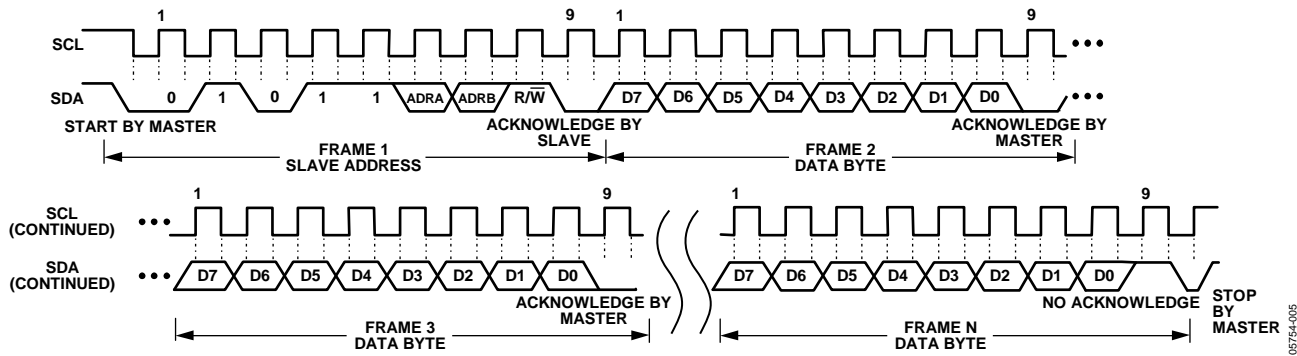 1 9 1 9
SCL
SDA 0 1 0 1 1 ADRA ADRB R/W̅ D7 D6 D5 D4 D3 D2 D1 D0
START BY MASTER ACKNOWLEDGE BY SLAVE ACKNOWLEDGE BY MASTER
FRAME 1 SLAVE ADDRESS FRAME 2 DATA BYTE
1 9 1 9
SCL (CONTINUED)
SDA (CONTINUED) D7 D6 D5 D4 D3 D2 D1 D0 D7 D6 D5 D4 D3 D2 D1 D0
ACKNOWLEDGE BY MASTER NO ACKNOWLEDGE STOP BY MASTER
FRAME 3 DATA BYTE FRAME N DATA BYTE
05754-005